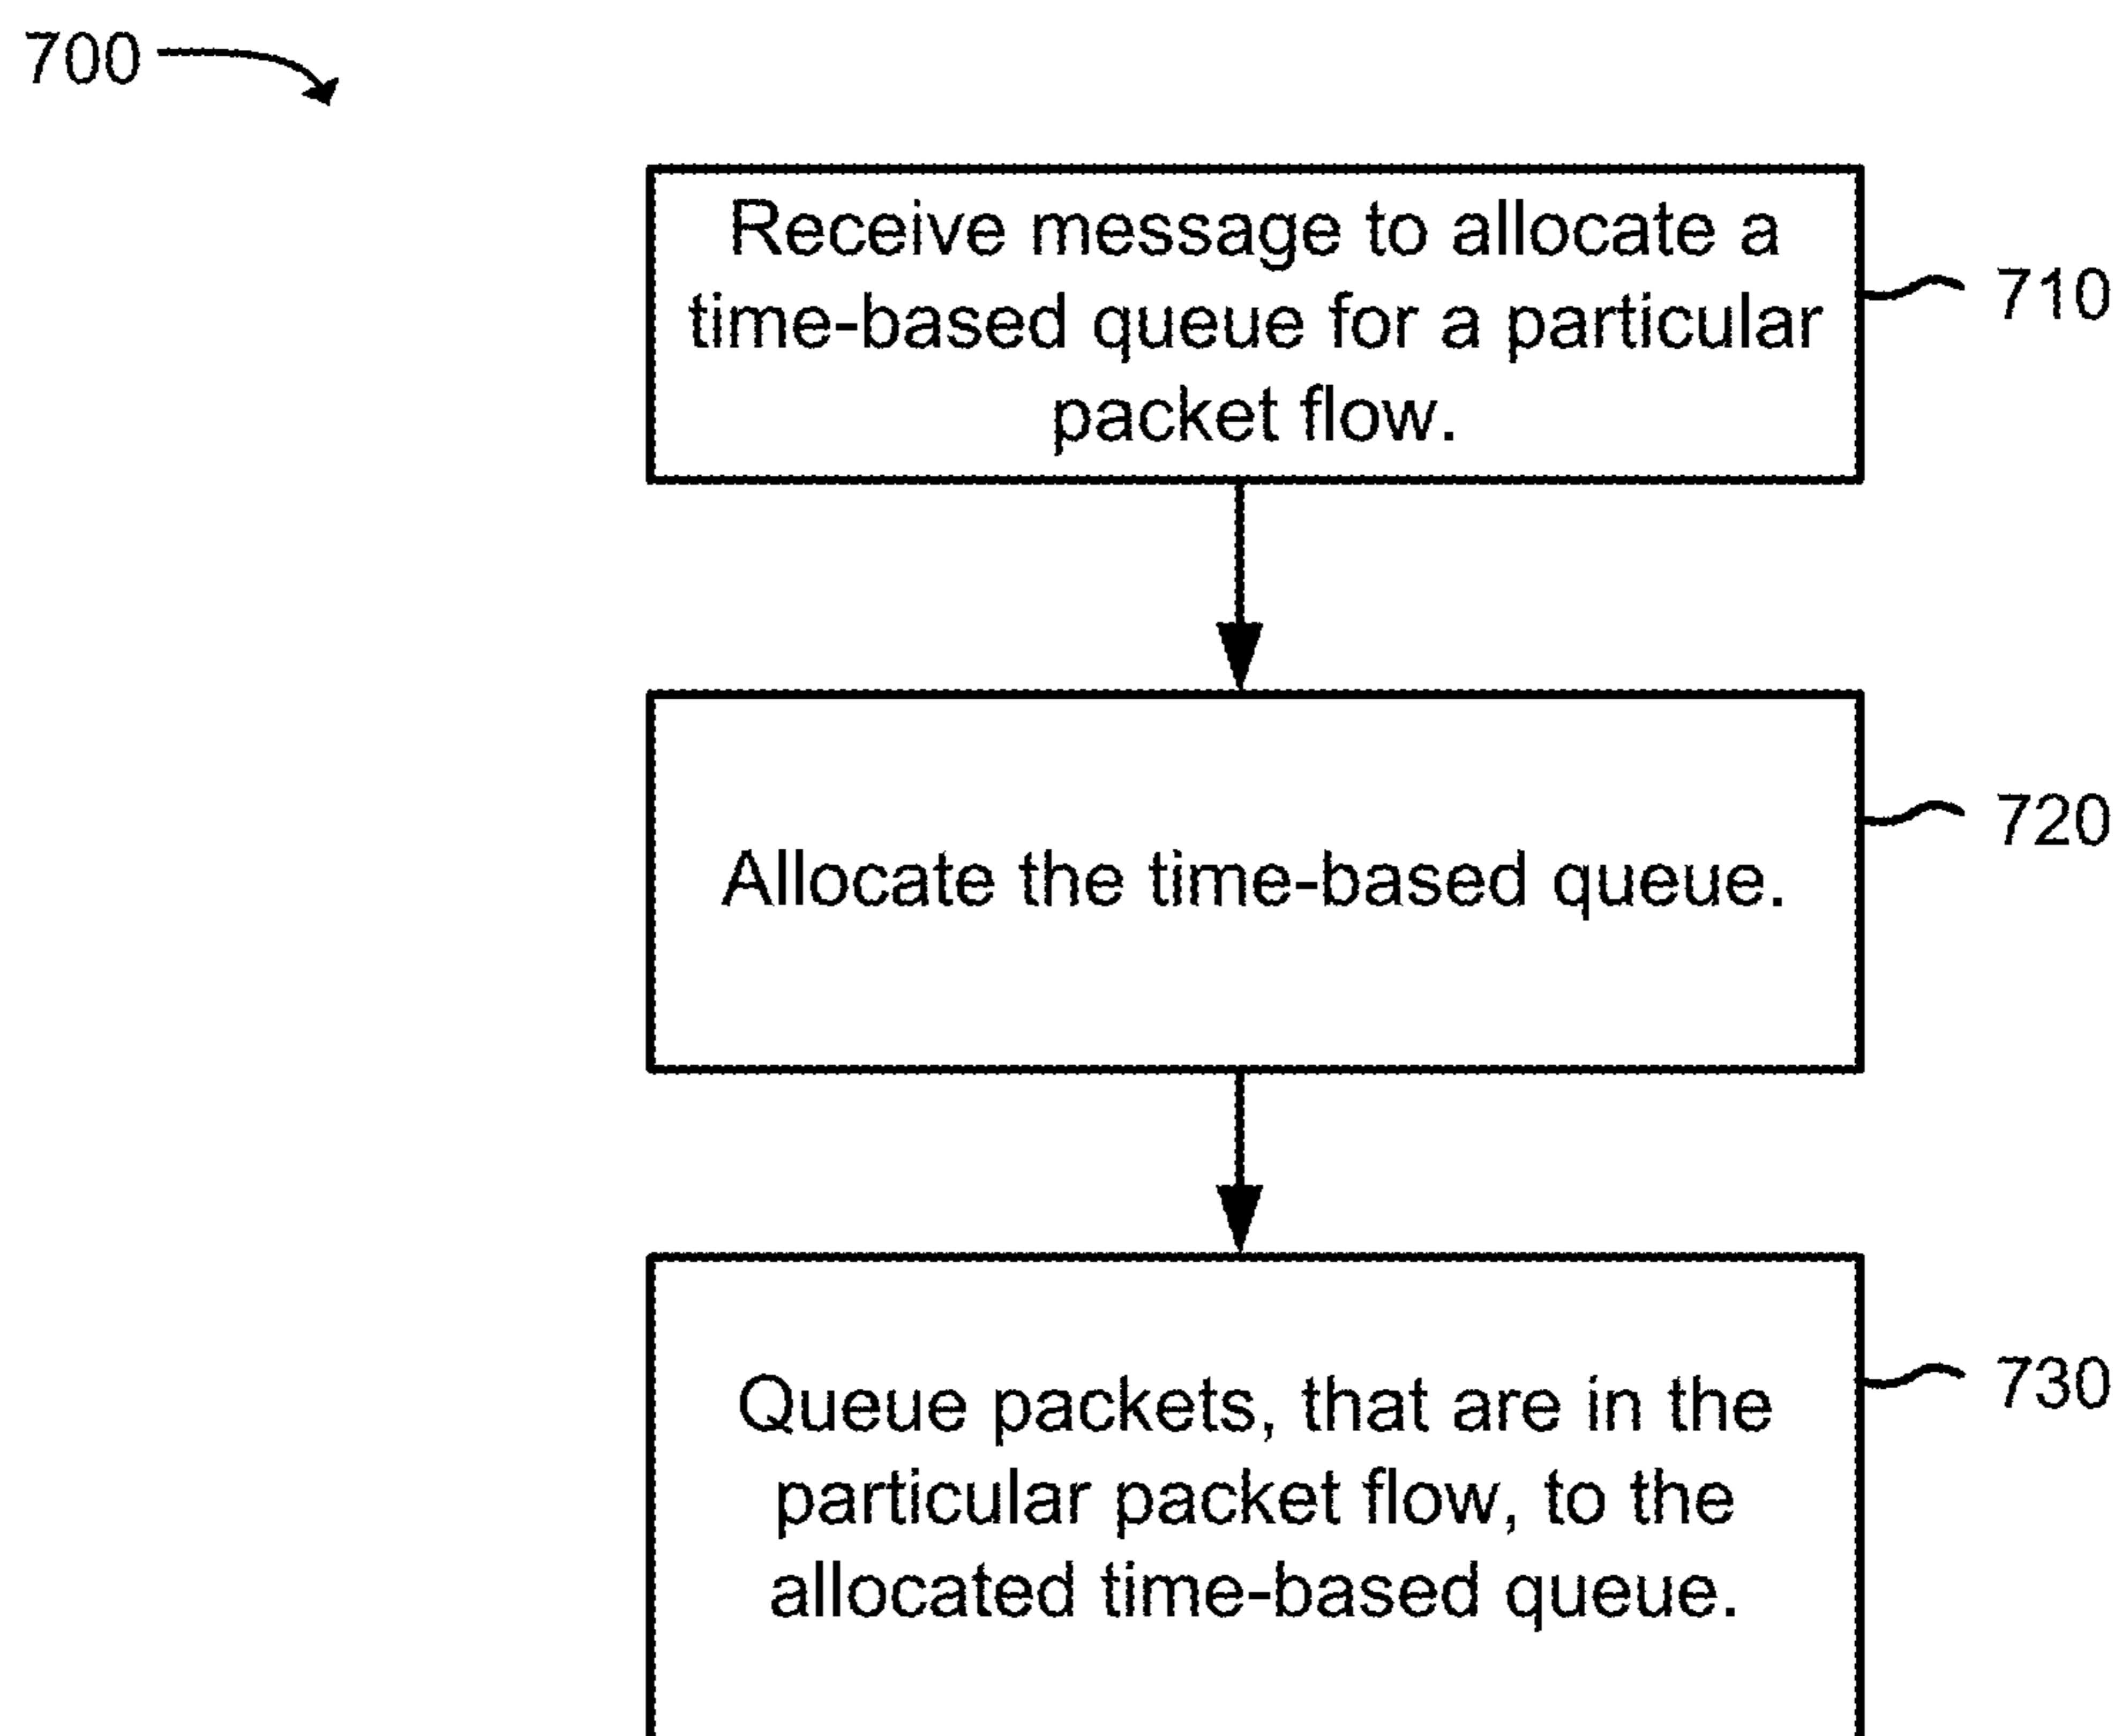 700
Receive message to allocate a
time-based queue for a particular
packet flow.
710
Allocate the time-based queue.
720
Queue packets, that are in the
particular packet flow, to the
allocated time-based queue.
730